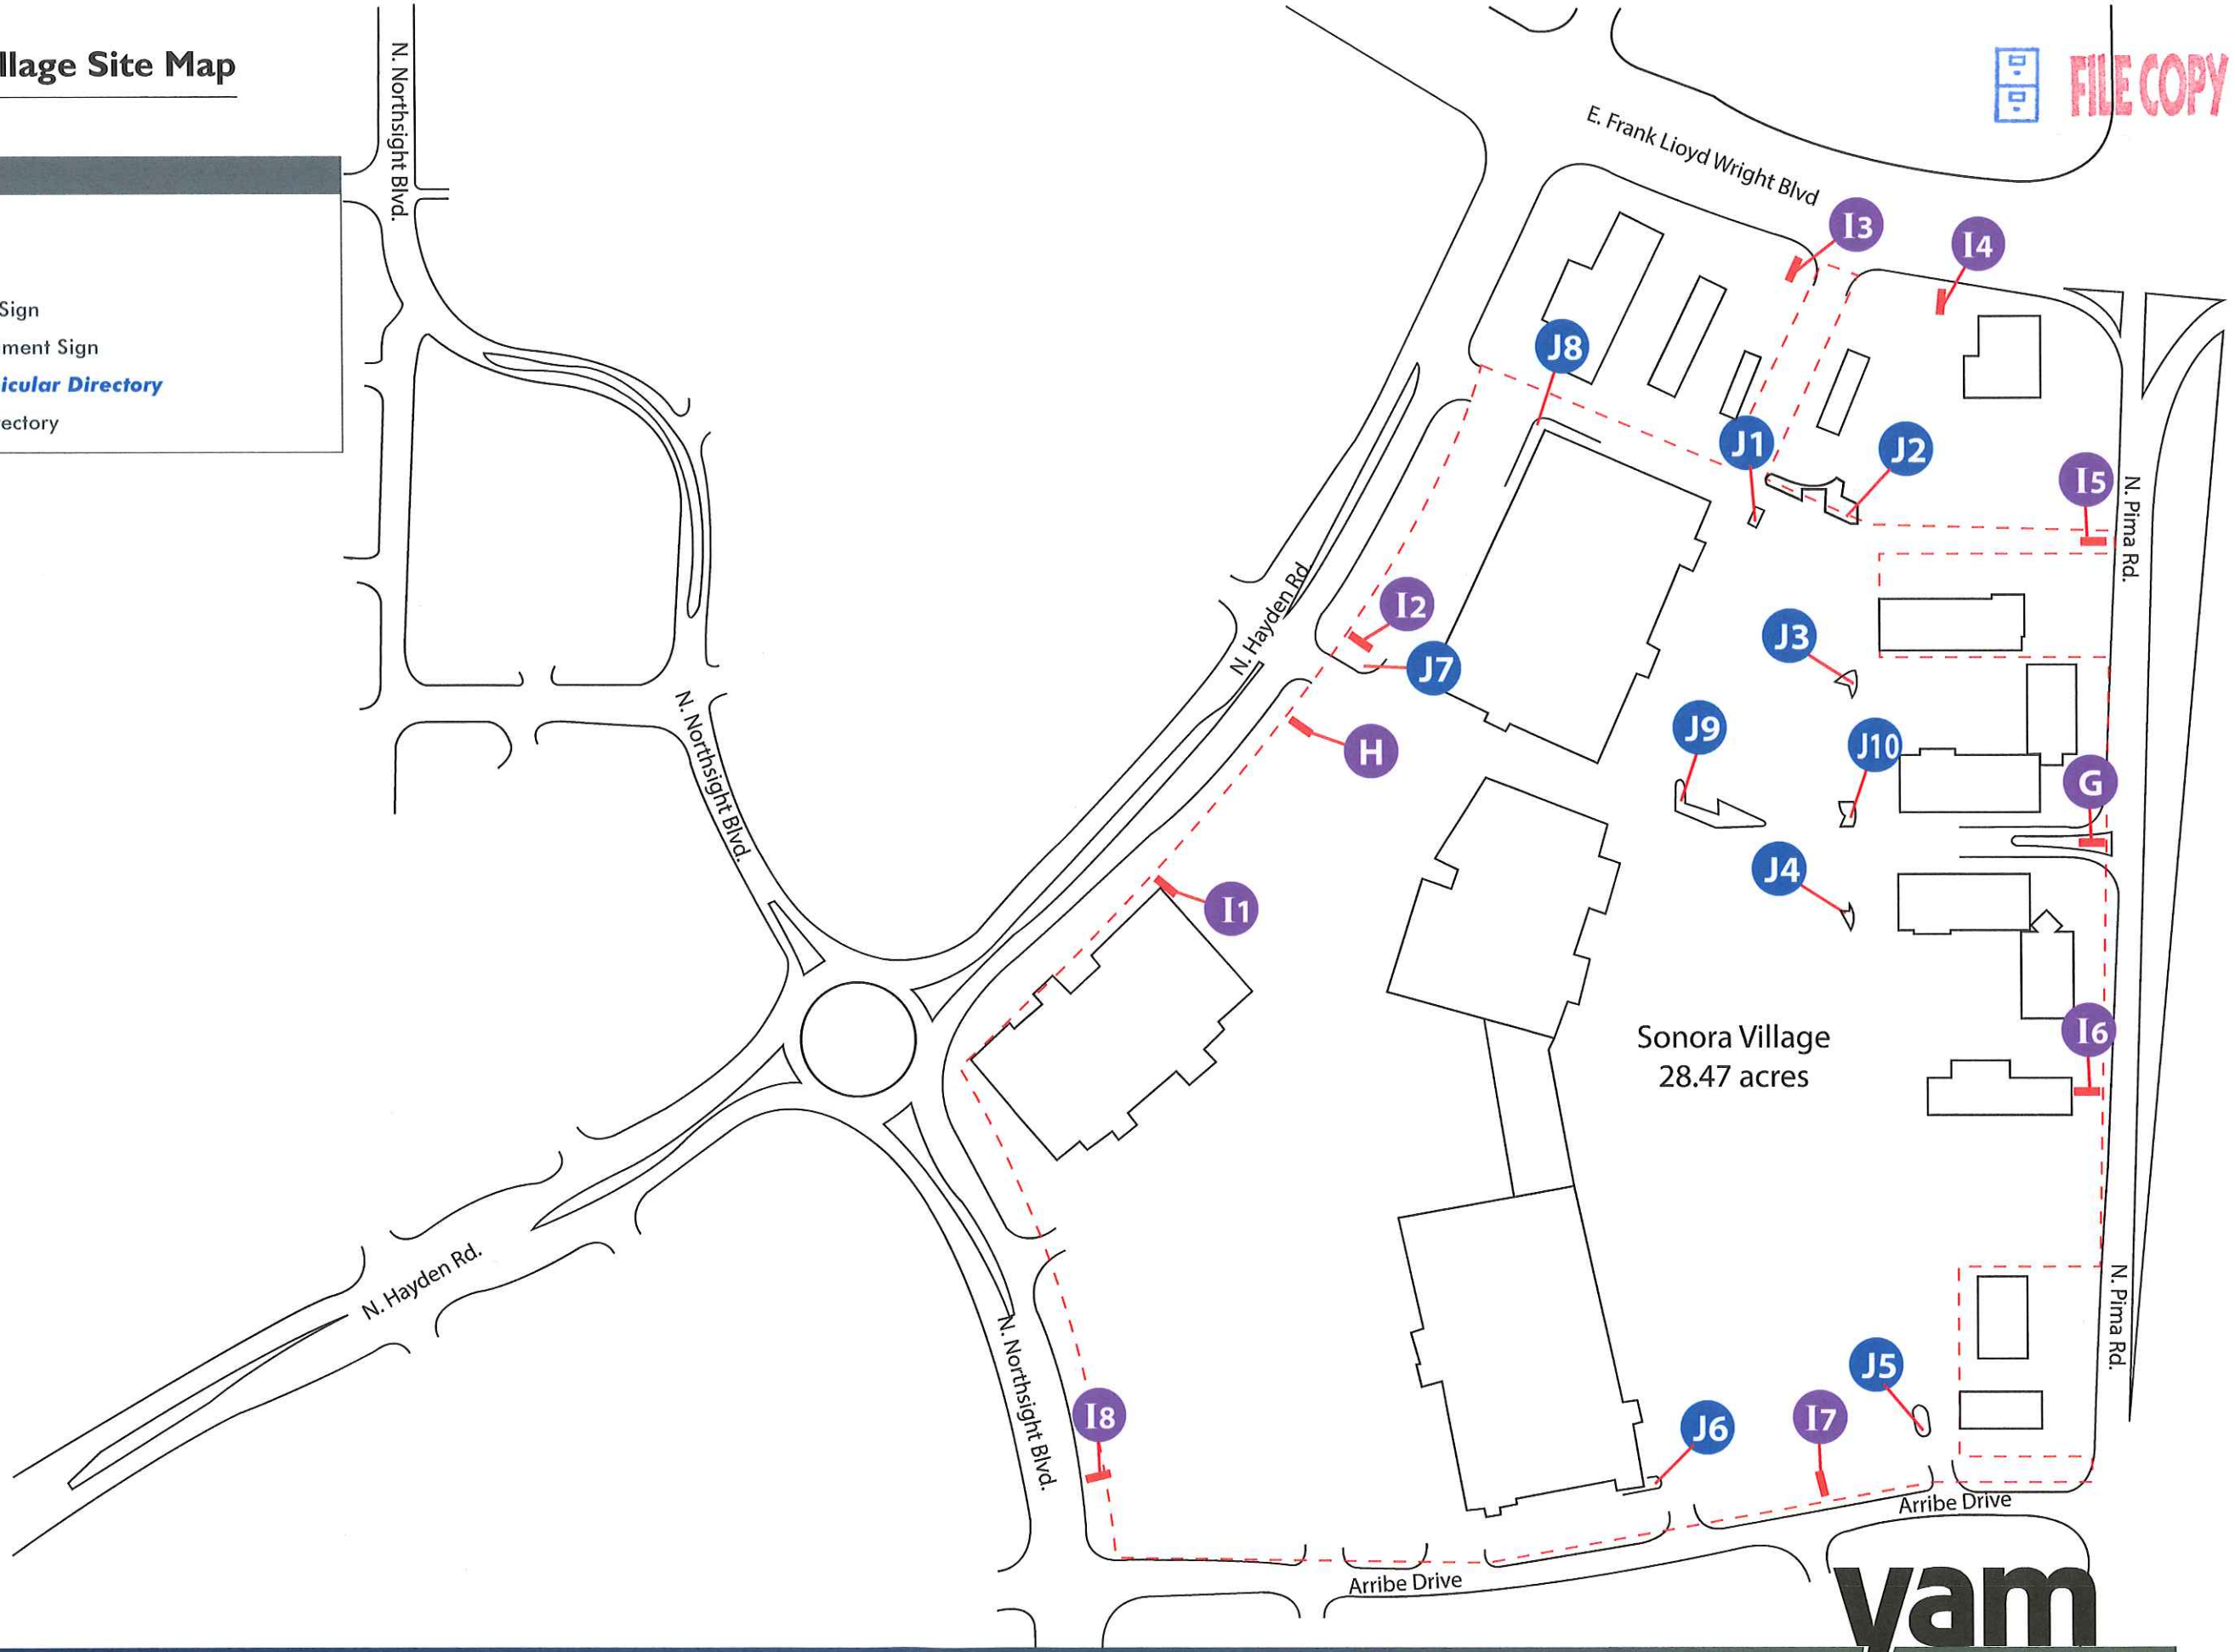 llage Site Map
N. Northsight Blvd.
FILE COPY
E. Frank Lioyd Wright Blvd
Sign
ment Sign
icular Directory
ectory
I3
I4
J8
J1
J2
I5
N. Pima Rd.
N. Hayden Rd.
I2
J3
J7
N. Northsight Blvd.
J9
J10
H
G
J4
I1
Sonora Village
28.47 acres
I6
N. Hayden Rd.
N. Northsight Blvd.
N. Pima Rd.
J5
I8
I7
J6
Arribe Drive
Arribe Drive
yam